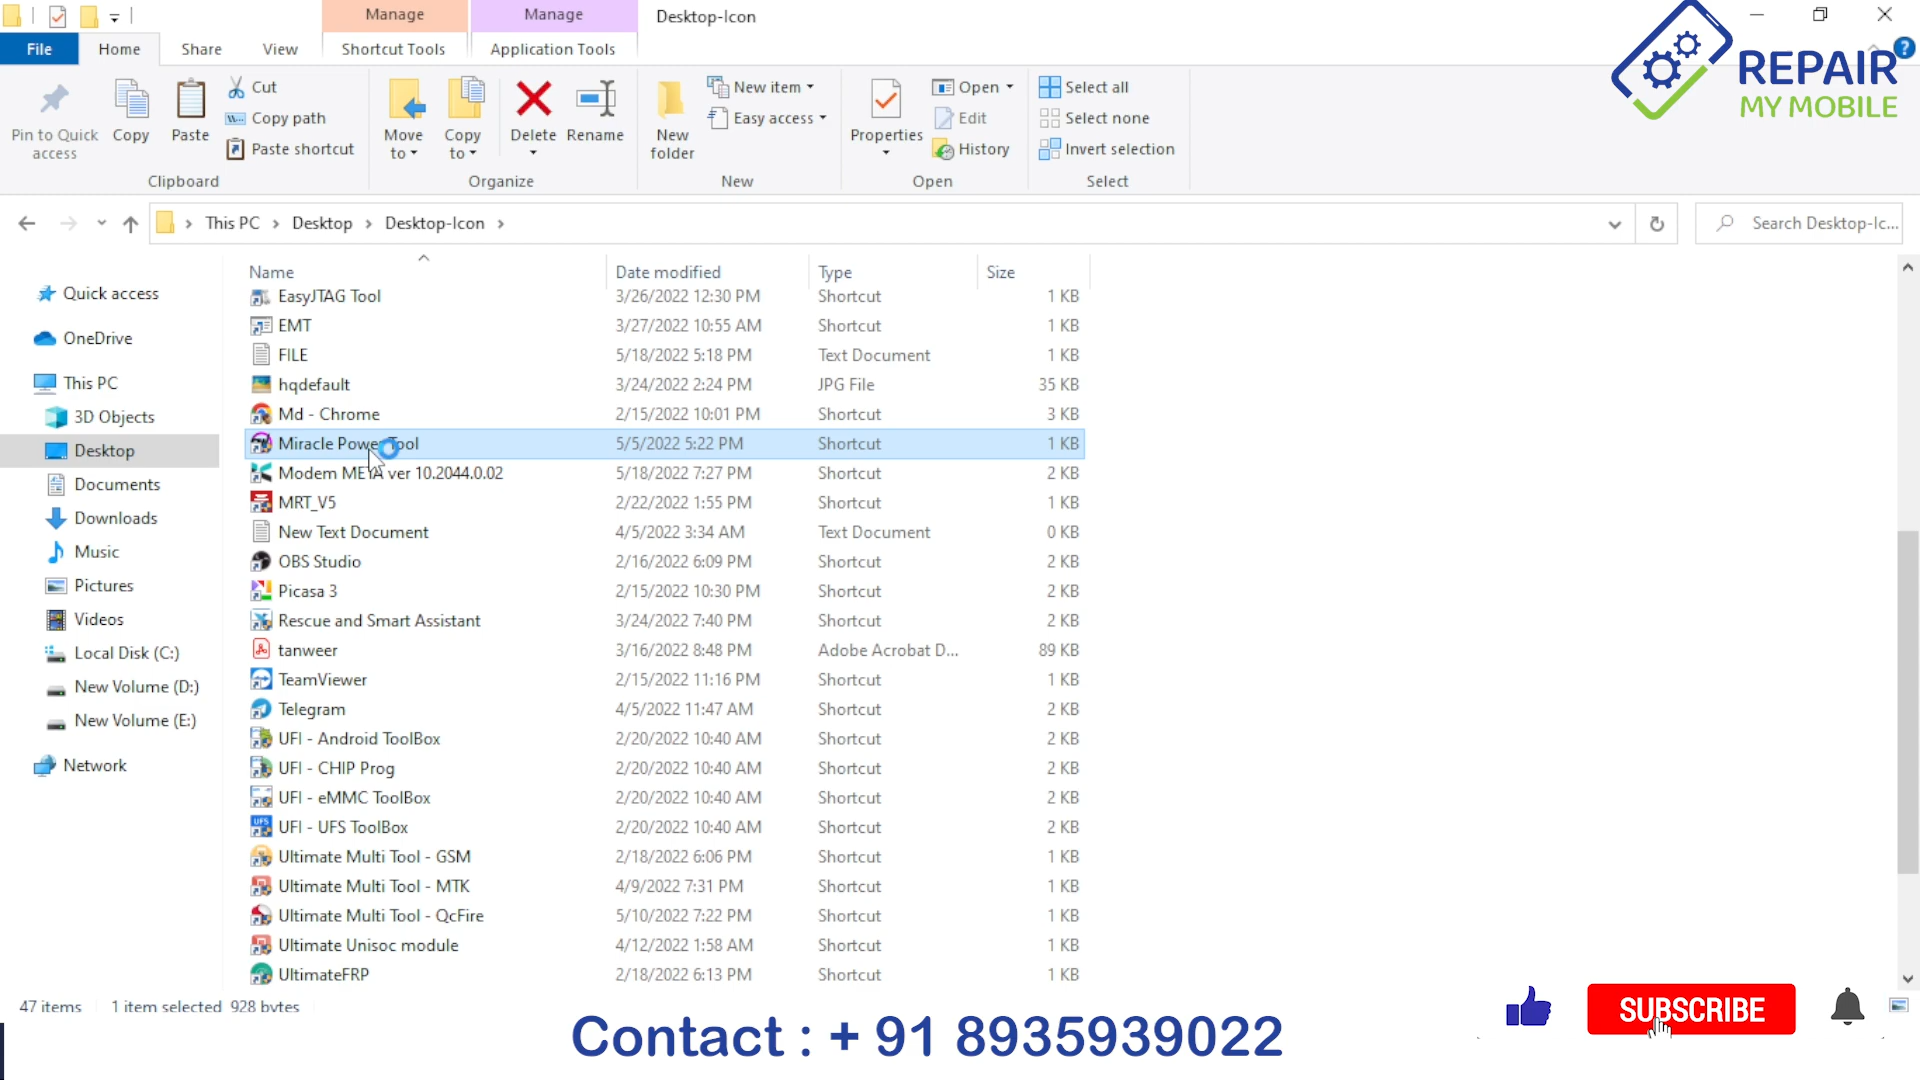 Manage
Manage
Desktop-Icon
File
Home
Share
View
Shortcut Tools
Application Tools
?
REPAIR
MY MOBILE
Pin to Quick
access
Copy
Paste
Cut
Copy path
Paste shortcut
Clipboard
Move
to
Copy
to
Delete
Rename
Organize
New
folder
New item
Easy access
New
Properties
Open
Edit
History
Open
Select all
Select none
Invert selection
Select
This PC > Desktop > Desktop-Icon >
Search Desktop-Ic...
Quick access
OneDrive
This PC
3D Objects
Desktop
Documents
Downloads
Music
Pictures
Videos
Local Disk (C:)
New Volume (D:)
New Volume (E:)
Network
Name Date modified Type Size
EasyJTAG Tool 3/26/2022 12:30 PM Shortcut 1 KB
EMT 3/27/2022 10:55 AM Shortcut 1 KB
FILE 5/18/2022 5:18 PM Text Document 1 KB
hqdefault 3/24/2022 2:24 PM JPG File 35 KB
Md - Chrome 2/15/2022 10:01 PM Shortcut 3 KB
Miracle Power Tool 5/5/2022 5:22 PM Shortcut 1 KB
Modem META ver 10.2044.0.02 5/18/2022 7:27 PM Shortcut 2 KB
MRT_V5 2/22/2022 1:55 PM Shortcut 1 KB
New Text Document 4/5/2022 3:34 AM Text Document 0 KB
OBS Studio 2/16/2022 6:09 PM Shortcut 2 KB
Picasa 3 2/15/2022 10:30 PM Shortcut 2 KB
Rescue and Smart Assistant 3/24/2022 7:40 PM Shortcut 2 KB
tanweer 3/16/2022 8:48 PM Adobe Acrobat D... 89 KB
TeamViewer 2/15/2022 11:16 PM Shortcut 1 KB
Telegram 4/5/2022 11:47 AM Shortcut 2 KB
UFI - Android ToolBox 2/20/2022 10:40 AM Shortcut 2 KB
UFI - CHIP Prog 2/20/2022 10:40 AM Shortcut 2 KB
UFI - eMMC ToolBox 2/20/2022 10:40 AM Shortcut 2 KB
UFI - UFS ToolBox 2/20/2022 10:40 AM Shortcut 2 KB
Ultimate Multi Tool - GSM 2/18/2022 6:06 PM Shortcut 1 KB
Ultimate Multi Tool - MTK 4/9/2022 7:31 PM Shortcut 1 KB
Ultimate Multi Tool - QcFire 5/10/2022 7:22 PM Shortcut 1 KB
Ultimate Unisoc module 4/12/2022 1:58 AM Shortcut 1 KB
UltimateFRP 2/18/2022 6:13 PM Shortcut 1 KB
47 items 1 item selected 928 bytes
SUBSCRIBE
Contact : + 91 8935939022